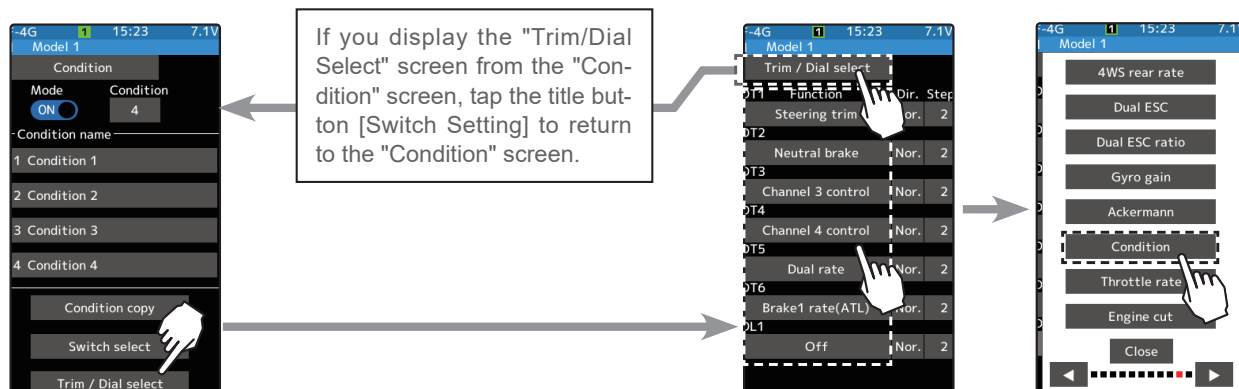 -4G 1 15:23 7.1V
Model 1
Condition
Mode Condition
ON 4
Condition name
1 Condition 1
2 Condition 2
3 Condition 3
4 Condition 4
Condition copy
Switch select
Trim / Dial select
If you display the "Trim/Dial
Select" screen from the "Con-
dition" screen, tap the title but-
ton [Switch Setting] to return
to the "Condition" screen.
-4G 1 15:23 7.1V
Model 1
Trim / Dial select
DT1 Function Dir. Step
Steering trim Nor. 2
DT2
Neutral brake Nor. 2
DT3
Channel 3 control Nor. 2
DT4
Channel 4 control Nor. 2
DT5
Dual rate Nor. 2
DT6
Brake1 rate(ATL) Nor. 2
DL1
Off Nor. 2
-4G 1 15:23 7.1
Model 1
4WS rear rate
Dual ESC
Dual ESC ratio
Gyro gain
Ackermann
Condition
Throttle rate
Engine cut
Close